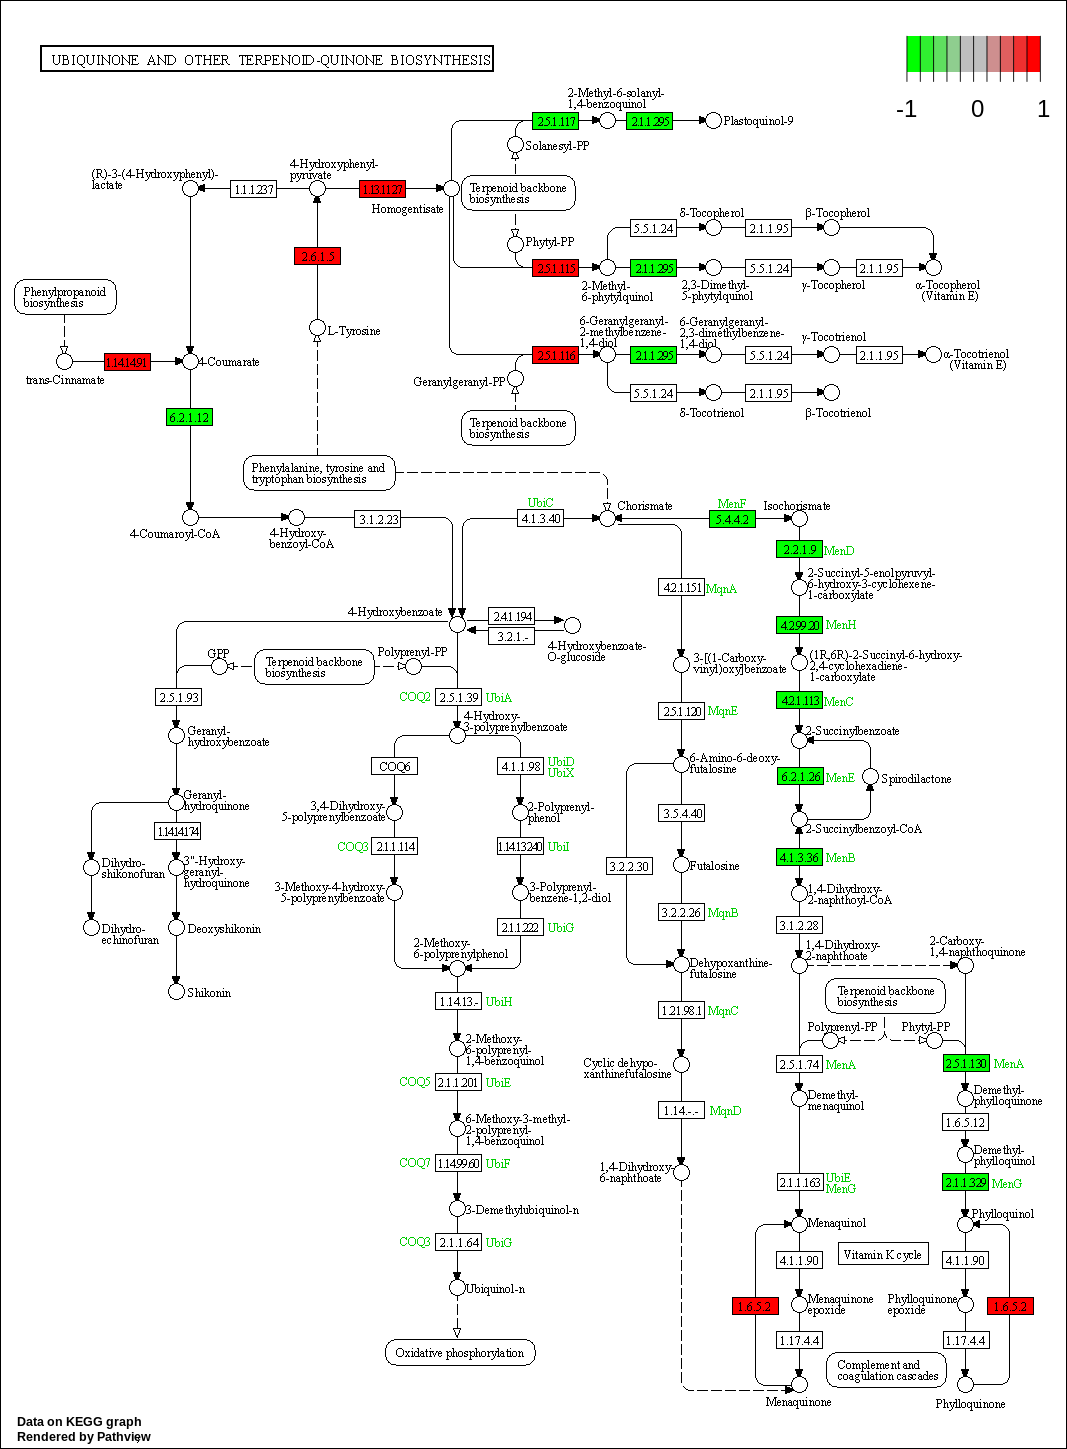 UBIQUINONE AND OTHER TERPENOID-QUINONE BIOSYNTHESIS
-1 0 1
2-Methyl-6-solanyl-
1,4-benzoquinol
2.5.1.117
2.1.1.295
Plastoquinol-9
Solanesyl-PP
4-Hydroxyphenyl-
pyruvate
(R)-3-(4-Hydroxyphenyl)-
lactate
1.1.1.237
1.13.11.27
Homogentisate
Terpenoid backbone
biosynthesis
Phytyl-PP
δ-Tocopherol
β-Tocopherol
5.5.1.24
2.1.1.95
2.6.1.5
2.5.1.115
2.1.1.295
5.5.1.24
2.1.1.95
2-Methyl-
6-phytylquinol
2,3-Dimethyl-
5-phytylquinol
γ-Tocopherol
α-Tocopherol
(Vitamin E)
Phenylpropanoid
biosynthesis
L-Tyrosine
6-Geranylgeranyl-
2-methylbenzene-
1,4-diol
6-Geranylgeranyl-
2,3-dimethylbenzene-
1,4-diol
γ-Tocotrienol
2.5.1.116
2.1.1.295
5.5.1.24
2.1.1.95
α-Tocotrienol
(Vitamin E)
trans-Cinnamate
1.14.14.91
4-Coumarate
Geranylgeranyl-PP
5.5.1.24
2.1.1.95
δ-Tocotrienol
β-Tocotrienol
6.2.1.12
Terpenoid backbone
biosynthesis
Phenylalanine, tyrosine and
tryptophan biosynthesis
UbiC
4.1.3.40
Chorismate
MenF
5.4.4.2
Isochorismate
4-Coumaroyl-CoA
4-Hydroxy-
benzoyl-CoA
3.1.2.23
2.2.1.9
MenD
4.2.1.151
MqnA
2-Succinyl-5-enolpyruvyl-
6-hydroxy-3-cyclohexene-
1-carboxylate
4-Hydroxybenzoate
2.4.1.194
3.2.1.-
4-Hydroxybenzoate-
O-glucoside
4.2.99.20
MenH
GPP
Terpenoid backbone
biosynthesis
Polyprenyl-PP
3-[(1-Carboxy-
vinyl)oxy]benzoate
(1R,6R)-2-Succinyl-6-hydroxy-
2,4-cyclohexadiene-
1-carboxylate
2.5.1.93
COQ2
2.5.1.39
UbiA
2.5.1.120
MqnE
4.2.1.113
MenC
Geranyl-
hydroxybenzoate
4-Hydroxy-
3-polyprenylbenzoate
2-Succinylbenzoate
COQ6
4.1.1.98
UbiD
UbiX
6-Amino-6-deoxy-
futalosine
6.2.1.26
MenE
Spirodilactone
Geranyl-
hydroquinone
3,4-Dihydroxy-
5-polyprenylbenzoate
2-Polyprenyl-
phenol
3.5.4.40
1.14.14.174
2-Succinylbenzoyl-CoA
COQ3
2.1.1.114
1.14.13.240
UbiI
4.1.3.36
MenB
Dihydro-
shikonofuran
3"-Hydroxy-
geranyl-
hydroquinone
3.2.2.30
Futalosine
3-Methoxy-4-hydroxy-
5-polyprenylbenzoate
3-Polyprenyl-
benzene-1,2-diol
1,4-Dihydroxy-
2-naphthoyl-CoA
3.2.2.26
MqnB
3.1.2.28
Dihydro-
echinofuran
Deoxyshikonin
2.1.1.222
UbiG
2-Methoxy-
6-polyprenylphenol
Dehypoxanthine-
futalosine
1,4-Dihydroxy-
2-naphthoate
2-Carboxy-
1,4-naphthoquinone
Shikonin
1.14.13.-
UbiH
1.21.98.1
MqnC
Terpenoid backbone
biosynthesis
Polyprenyl-PP
Phytyl-PP
2-Methoxy-
6-polyprenyl-
1,4-benzoquinol
Cyclic dehypo-
xanthinefutalosine
2.5.1.74
MenA
2.5.1.130
MenA
COQ5
2.1.1.201
UbiE
Demethyl-
menaquinol
Demethyl-
phylloquinone
1.14.-.-
MqnD
1.6.5.12
6-Methoxy-3-methyl-
2-polyprenyl-
1,4-benzoquinol
Demethyl-
phylloquinol
COQ7
1.14.99.60
UbiF
1,4-Dihydroxy-
6-naphthoate
2.1.1.163
UbiE
MenG
2.1.1.329
MenG
3-Demethylubiquinol-n
Menaquinol
Phylloquinol
COQ3
2.1.1.64
UbiG
Vitamin K cycle
4.1.1.90
4.1.1.90
Ubiquinol-n
1.6.5.2
Menaquinone
epoxide
Phylloquinone
epoxide
1.6.5.2
1.17.4.4
1.17.4.4
Oxidative phosphorylation
Complement and
coagulation cascades
Menaquinone
Phylloquinone
Data on KEGG graph
Rendered by Pathview